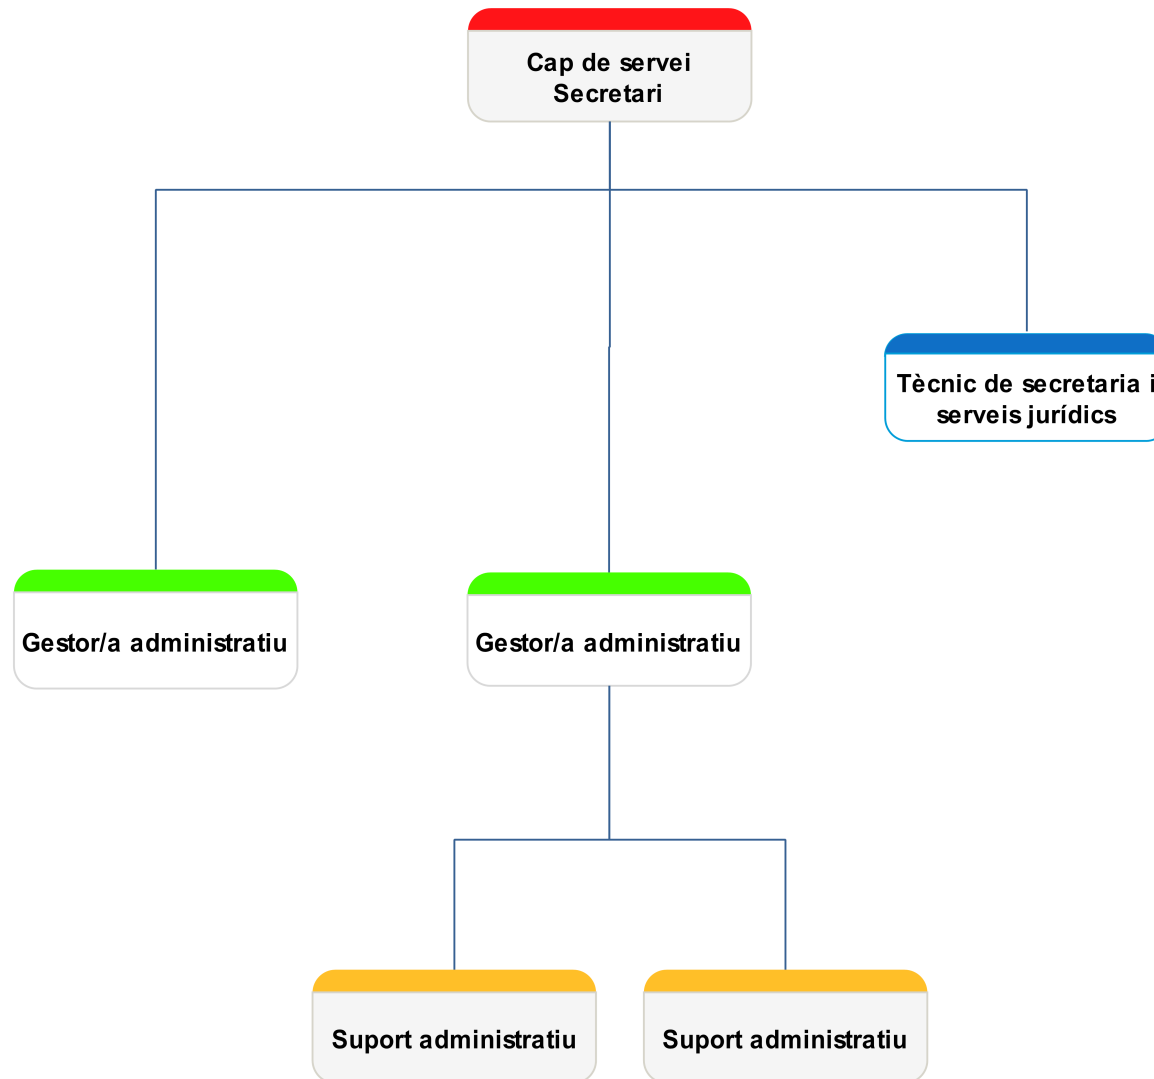 Cap de servei
Secretari
Tècnic de secretaria i
serveis jurídics
Gestor/a administratiu
Gestor/a administratiu
Suport administratiu
Suport administratiu